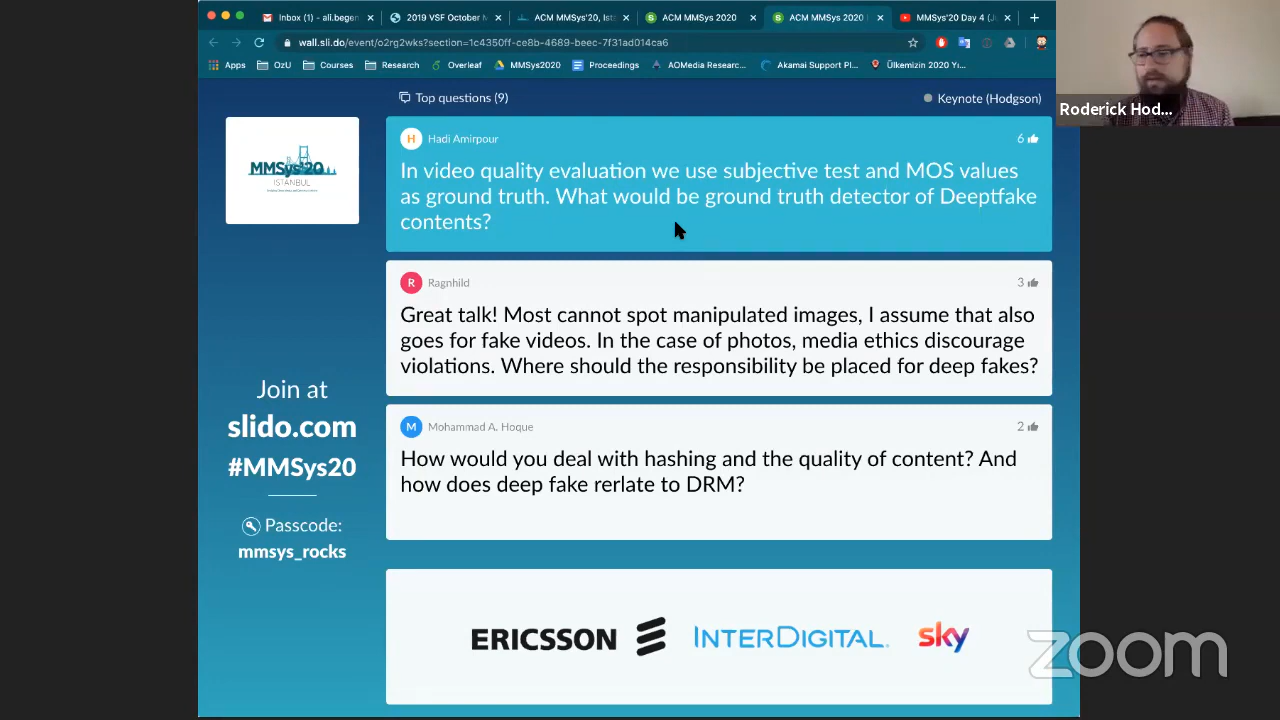 Inbox (1) - ali.begen
2019 VSF October M
ACM MMSys'20, Ist
ACM MMSys 2020
ACM MMSys 2020
MMSys'20 Day 4 (J
wall.sli.do/event/o2rg2wks?section=1c4350ff-ce8b-4689-beec-7f31ad014ca6
Apps
OzU
Courses
Research
Overleaf
MMSys2020
Proceedings
AOMedia Researc...
Akamai Support Pl...
Ülkemizin 2020 Yı...
Roderick Hod...
Top questions (9)
Keynote (Hodgson)
MMSys'20
ISTANBUL
H Hadi Amirpour
6
In video quality evaluation we use subjective test and MOS values
as ground truth. What would be ground truth detector of Deeptfake
contents?
R Ragnhild
3
Great talk! Most cannot spot manipulated images, I assume that also
goes for fake videos. In the case of photos, media ethics discourage
violations. Where should the responsibility be placed for deep fakes?
M Mohammad A. Hoque
2
How would you deal with hashing and the quality of content? And
how does deep fake rerlate to DRM?
Join at
slido.com
#MMSys20
Passcode:
mmsys_rocks
ERICSSON
INTERDIGITAL.
sky
zoom